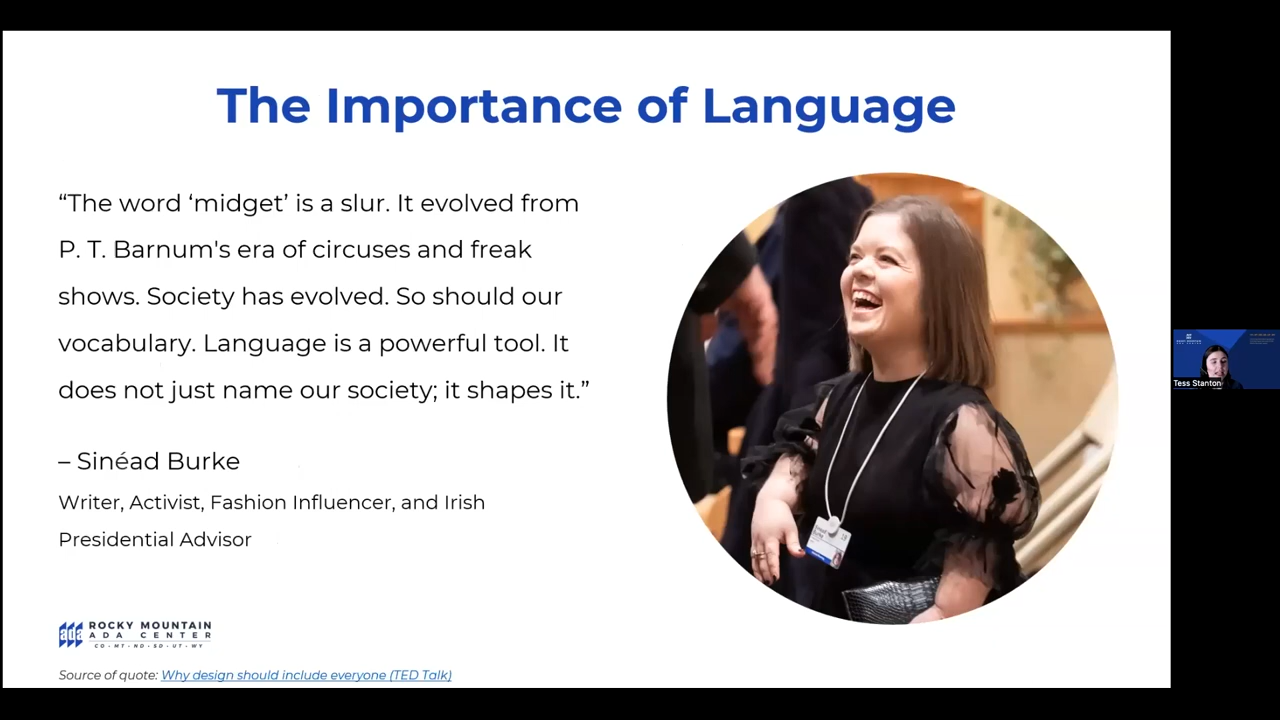 The Importance of Language
“The word ‘midget’ is a slur. It evolved from
P. T. Barnum's era of circuses and freak
shows. Society has evolved. So should our
vocabulary. Language is a powerful tool. It
does not just name our society; it shapes it.”
– Sinéad Burke
Writer, Activist, Fashion Influencer, and Irish
Presidential Advisor
ada
ROCKY MOUNTAIN
ADA CENTER
CO · MT · ND · SD · UT · WY
Source of quote: Why design should include everyone (TED Talk)
Tess Stanton